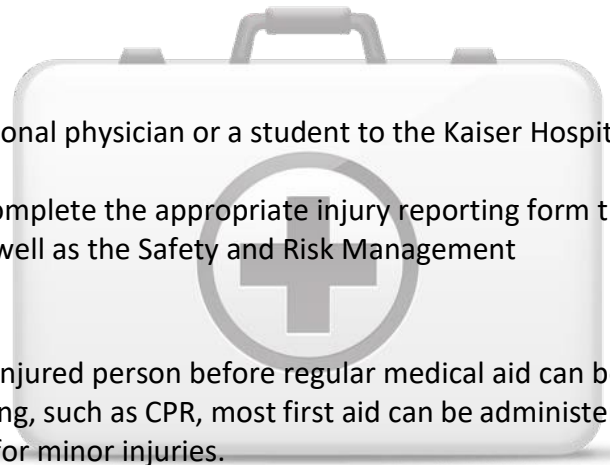 onal physician or a student to the Kaiser Hospit
omplete the appropriate injury reporting form t
well as the Safety and Risk Management
njured person before regular medical aid can be
ng, such as CPR, most first aid can be administe
for minor injuries.